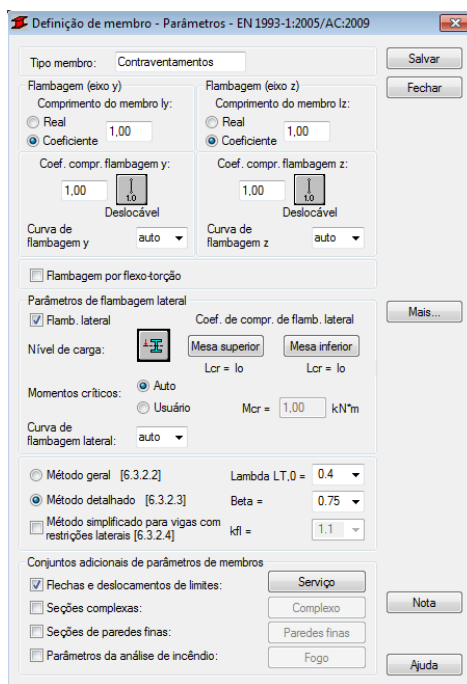 Definição de membro - Parâmetros - EN 1993-1:2005/AC:2009
Tipo membro: Contraventamentos
Salvar
Fechar
Flambagem (eixo y)
Comprimento do membro ly:
Real
Coeficiente
1,00
Flambagem (eixo z)
Comprimento do membro lz:
Real
Coeficiente
1,00
Coef. compr. flambagem y:
1,00
1.0
Deslocável
Curva de
flambagem y
auto
Coef. compr. flambagem z:
1,00
1.0
Deslocável
Curva de
flambagem z
auto
Flambagem por flexo-torção
Parâmetros de flambagem lateral
Flamb. lateral
Coef. de compr. de flamb. lateral
Mais...
Nível de carga:
Mesa superior
Mesa inferior
Lcr = lo
Lcr = lo
Momentos críticos:
Auto
Usuário
Mcr = 1,00 kN*m
Curva de
flambagem lateral:
auto
Método geral [6.3.2.2]
Lambda LT,0 = 0.4
Método detalhado [6.3.2.3]
Beta = 0.75
Método simplificado para vigas com
restrições laterais [6.3.2.4]
kfl = 1.1
Conjuntos adicionais de parâmetros de membros
Flechas e deslocamentos de limites:
Serviço
Seções complexas:
Complexo
Nota
Seções de paredes finas:
Paredes finas
Parâmetros da análise de incêndio:
Fogo
Ajuda